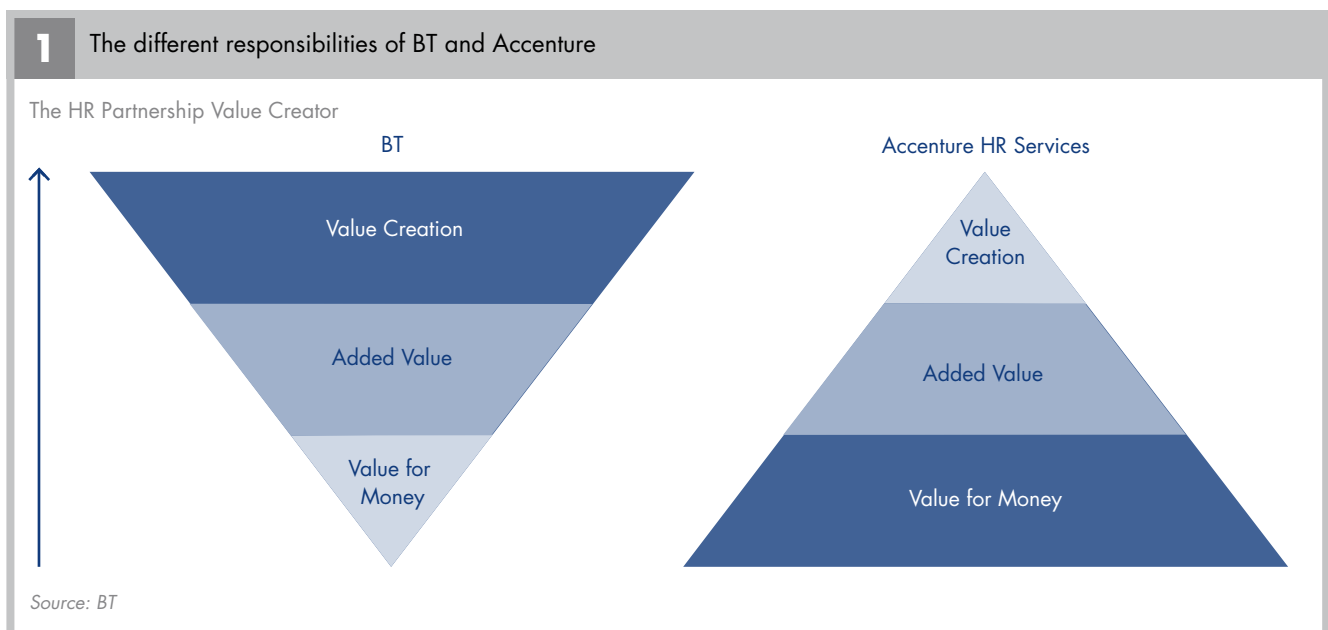 1
The different responsibilities of BT and Accenture
The HR Partnership Value Creator
BT
Value Creation
Added Value
Value for
Money
Accenture HR Services
Value
Creation
Added Value
Value for Money
Source: BT